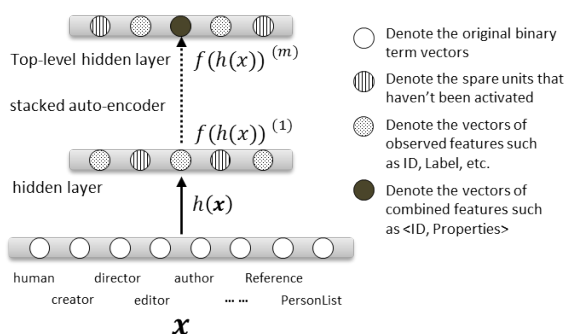 Top-level hidden layer
f(h(x)) (m)
stacked auto-encoder
f(h(x)) (1)
hidden layer
h(x)
human director author Reference
creator editor ... ... PersonList
x
Denote the original binary
term vectors
Denote the spare units that
haven't been activated
Denote the vectors of
observed features such
as ID, Label, etc.
Denote the vectors of
combined features such
as <ID, Properties>